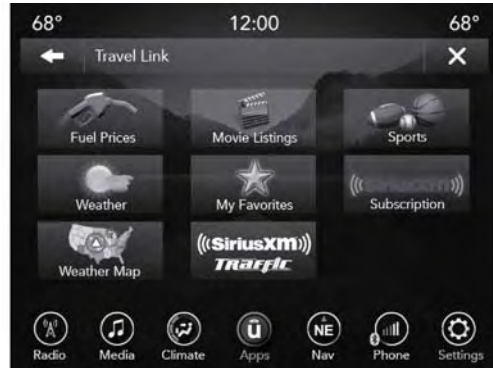 68° 12:00 68°
Travel Link
Fuel Prices Movie Listings Sports
Weather My Favorites Subscription
Weather Map ((SiriusXM)) Traffic
ū NE
Radio Media Climate Apps Nav Phone Settings